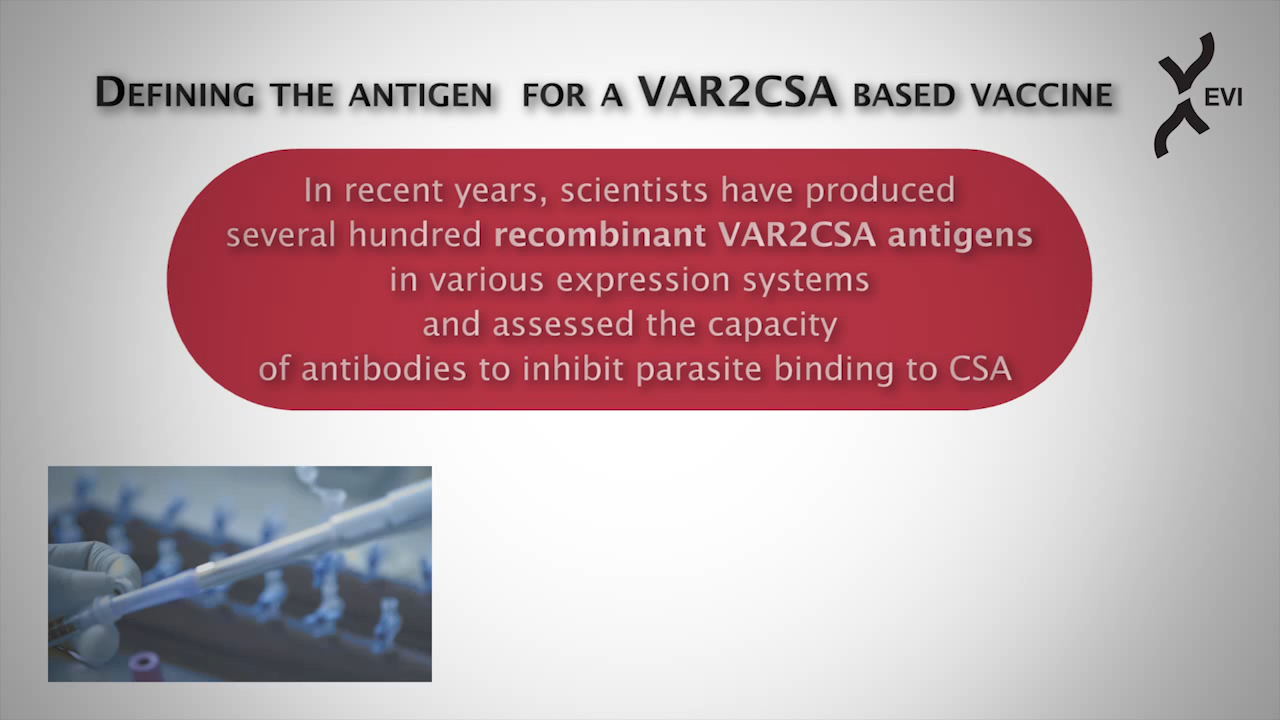 Defining the antigen for a VAR2CSA based vaccine
EVI
In recent years, scientists have produced
several hundred recombinant VAR2CSA antigens
in various expression systems
and assessed the capacity
of antibodies to inhibit parasite binding to CSA